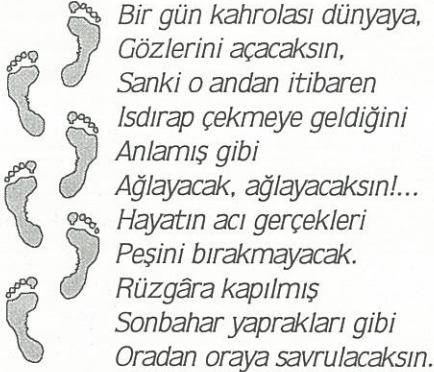 Bir gün kahrolası dünyaya,
Gözlerini açacaksın,
Sanki o andan itibaren
Isdırap çekmeye geldiğini
Anlamış gibi
Ağlayacak, ağlayacaksın!...
Hayatın acı gerçekleri
Peşini bırakmayacak.
Rüzgâra kapılmış
Sonbahar yaprakları gibi
Oradan oraya savrulacaksın.